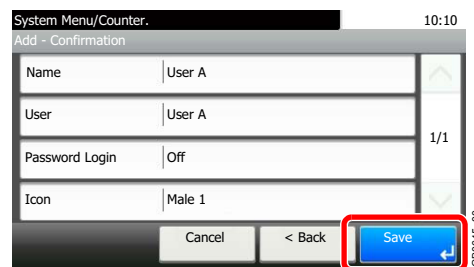 System Menu/Counter. 10:10
Add - Confirmation
Name User A
User User A
1/1
Password Login Off
Icon Male 1
Cancel < Back Save